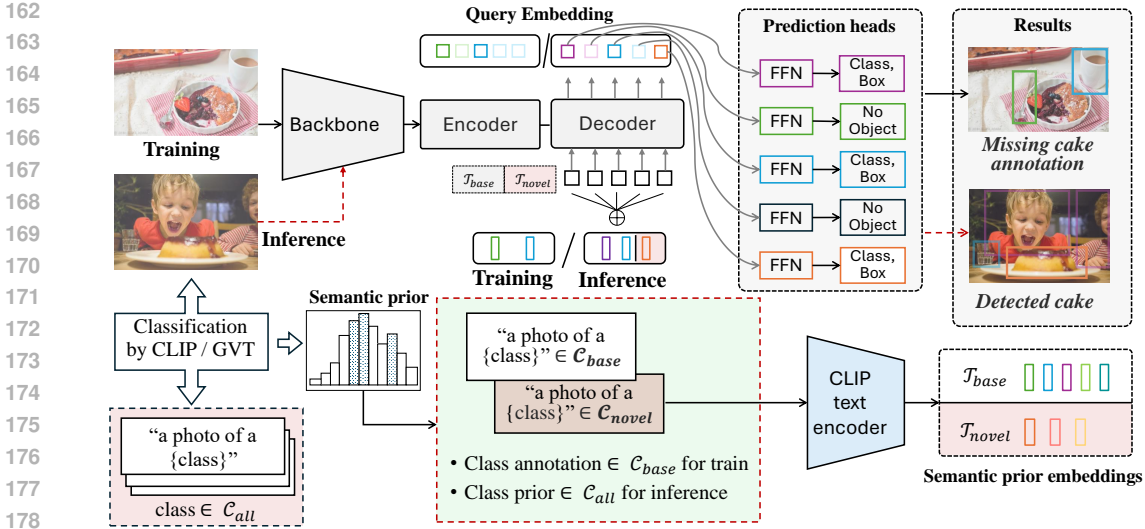 162
163
164
165
166
167
168
169
170
171
172
173
174
175
176
177
178
Query Embedding
/
Prediction heads
Results
Backbone
Encoder
Decoder
Training
Inference
𝒯base
𝒯novel
Training / Inference
FFN
Class,
Box
FFN
No
Object
FFN
Class,
Box
FFN
No
Object
FFN
Class,
Box
Missing cake
annotation
Detected cake
Classification
by CLIP / GVT
Semantic prior
“a photo of a
{class}”
class ∈ 𝒞all
“a photo of a
{class}” ∈ 𝒞base
“a photo of a
{class}” ∈ 𝒞novel
• Class annotation ∈ 𝒞base for train
• Class prior ∈ 𝒞all for inference
CLIP
text
encoder
𝒯base
𝒯novel
Semantic prior embeddings